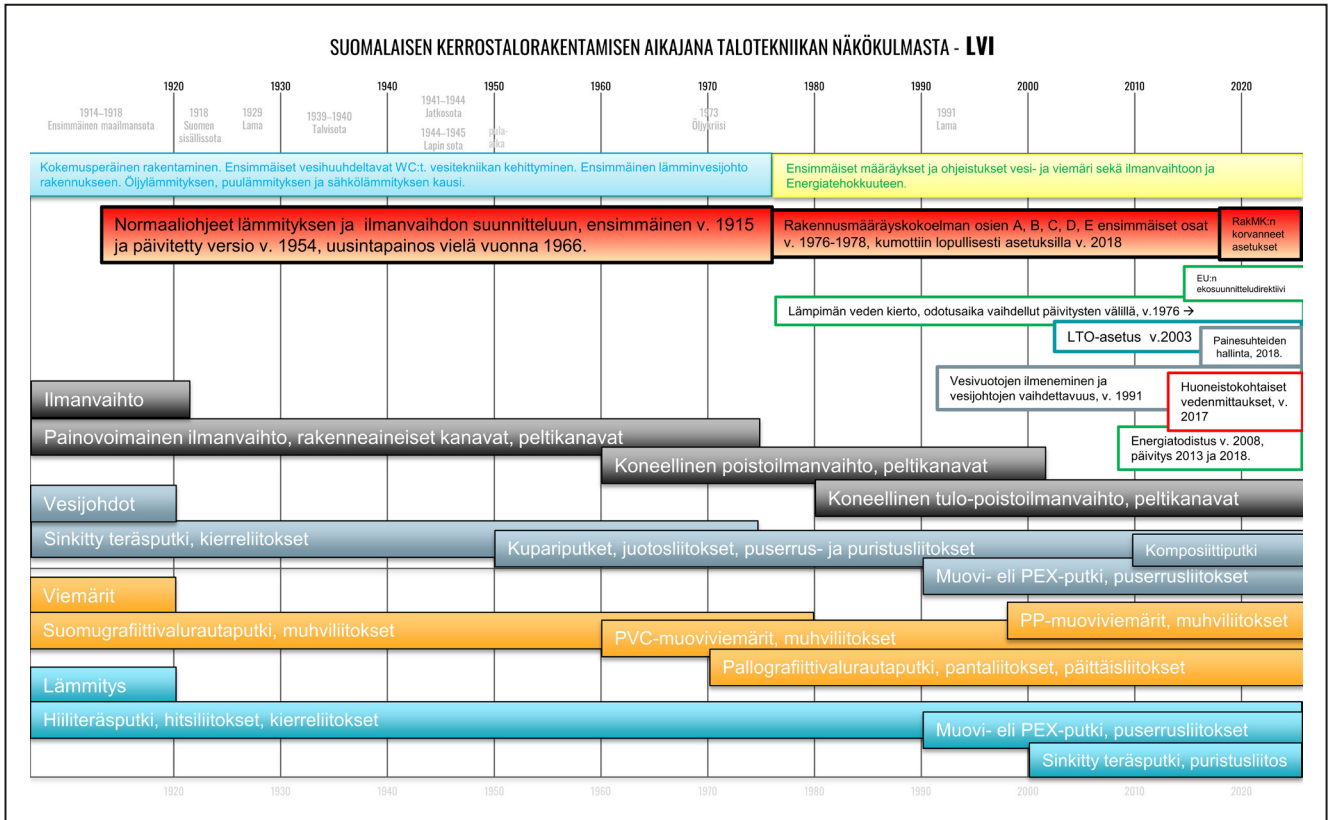 SUOMALAISEN KERROSTALORAKENTAMISEN AIKAJANA TALOTEKNIIKAN NÄKÖKULMASTA - LVI
1920 1930 1940 1950 1960 1970 1980 1990 2000 2010 2020
1914–1918
Ensimmäinen maailmansota
1918
Suomen
sisällissota
1929
Lama
1939–1940
Talvisota
1941–1944
Jatkosota
1944–1945
Lapin sota
pula-
aika
1973
Öljykriisi
1991
Lama
Kokemusperäinen rakentaminen. Ensimmäiset vesihuuhdeltavat WC:t. vesitekniikan kehittyminen. Ensimmäinen lämminvesijohto
rakennukseen. Öljylämmityksen, puulämmityksen ja sähkölämmityksen kausi.
Ensimmäiset määräykset ja ohjeistukset vesi- ja viemäri sekä ilmanvaihtoon ja
Energiatehokkuuteen.
Normaaliohjeet lämmityksen ja ilmanvaihdon suunnitteluun, ensimmäinen v. 1915
ja päivitetty versio v. 1954, uusintapainos vielä vuonna 1966.
Rakennusmääräyskokoelman osien A, B, C, D, E ensimmäiset osat
v. 1976-1978, kumottiin lopullisesti asetuksilla v. 2018
RakMK:n
korvanneet
asetukset
EU:n
ekosuunnitteludirektiivi
Lämpimän veden kierto, odotusaika vaihdellut päivitysten välillä, v.1976 →
LTO-asetus v.2003
Painesuhteiden
hallinta, 2018.
Vesivuotojen ilmeneminen ja
vesijohtojen vaihdettavuus, v. 1991
Huoneistokohtaiset
vedenmittaukset, v.
2017
Energiatodistus v. 2008,
päivitys 2013 ja 2018.
Ilmanvaihto
Painovoimainen ilmanvaihto, rakenneaineiset kanavat, peltikanavat
Koneellinen poistoilmanvaihto, peltikanavat
Koneellinen tulo-poistoilmanvaihto, peltikanavat
Vesijohdot
Sinkitty teräsputki, kierreliitokset
Kupariputket, juotosliitokset, puserrus- ja puristusliitokset
Komposiittiputki
Muovi- eli PEX-putki, puserrusliitokset
Viemärit
Suomugrafiittivalurautaputki, muhviliitokset
PVC-muoviviemärit, muhviliitokset
PP-muoviviemärit, muhviliitokset
Pallografiittivalurautaputki, pantaliitokset, päittäisliitokset
Lämmitys
Hiiliteräsputki, hitsiliitokset, kierreliitokset
Muovi- eli PEX-putki, puserrusliitokset
Sinkitty teräsputki, puristusliitos
1920 1930 1940 1950 1960 1970 1980 1990 2000 2010 2020